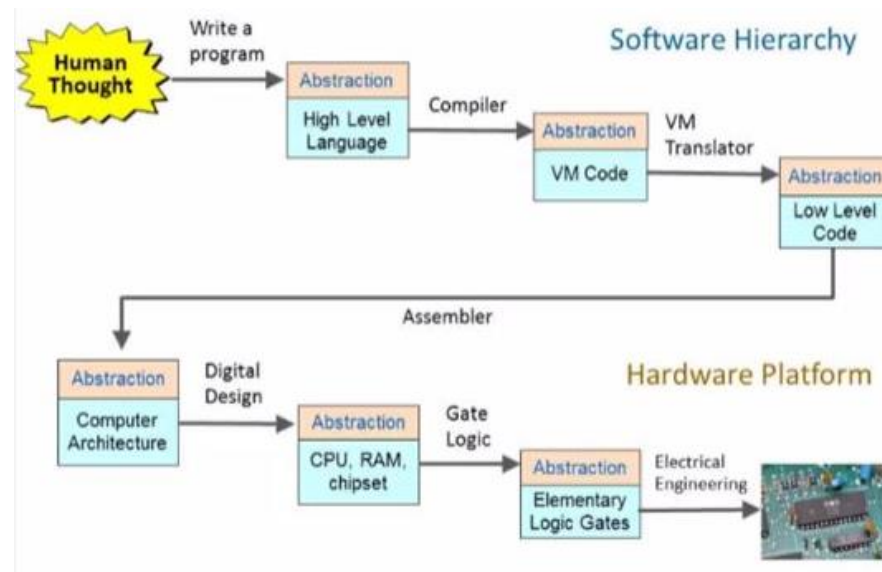 Software Hierarchy
Human
Thought
Write a
program
Abstraction
High Level
Language
Compiler
Abstraction
VM Code
VM
Translator
Abstraction
Low Level
Code
Assembler
Hardware Platform
Abstraction
Computer
Architecture
Digital
Design
Abstraction
CPU, RAM,
chipset
Gate
Logic
Abstraction
Elementary
Logic Gates
Electrical
Engineering